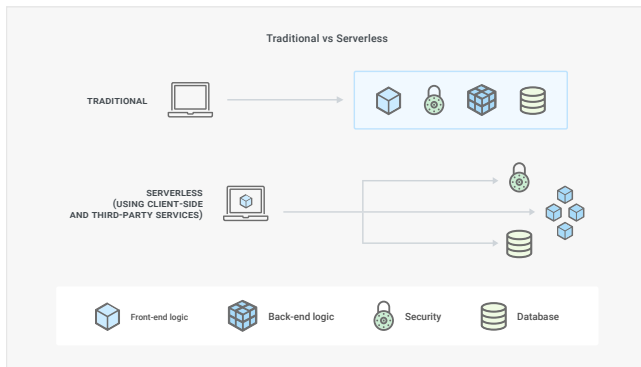 Traditional vs Serverless
TRADITIONAL
SERVERLESS
(USING CLIENT-SIDE
AND THIRD-PARTY SERVICES)
Front-end logic
Back-end logic
Security
Database